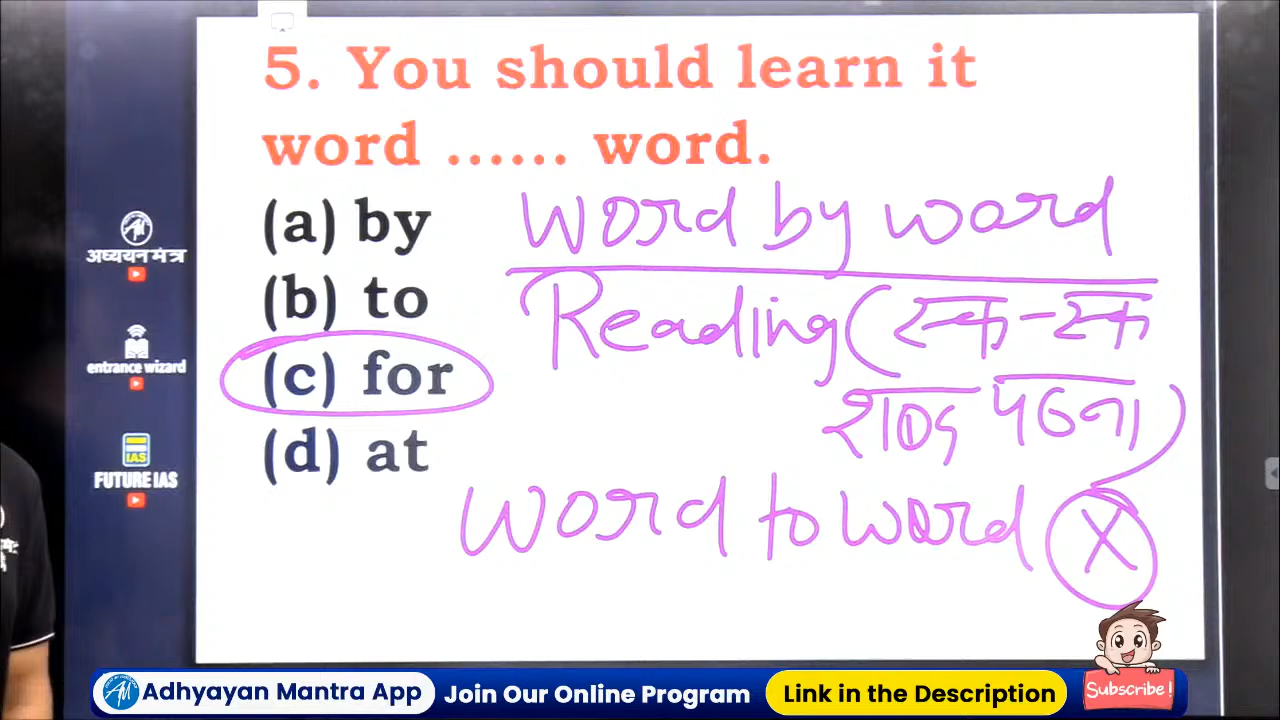 5. You should learn it
word ...... word.
(a) by
(b) to
(c) for
(d) at
word by word
Reading (एक-एक
शब्द पढना)
word to word X
अध्ययन मंत्र
entrance wizard
IAS
FUTURE IAS
Adhyayan Mantra App
Join Our Online Program
Link in the Description
Subscribe!